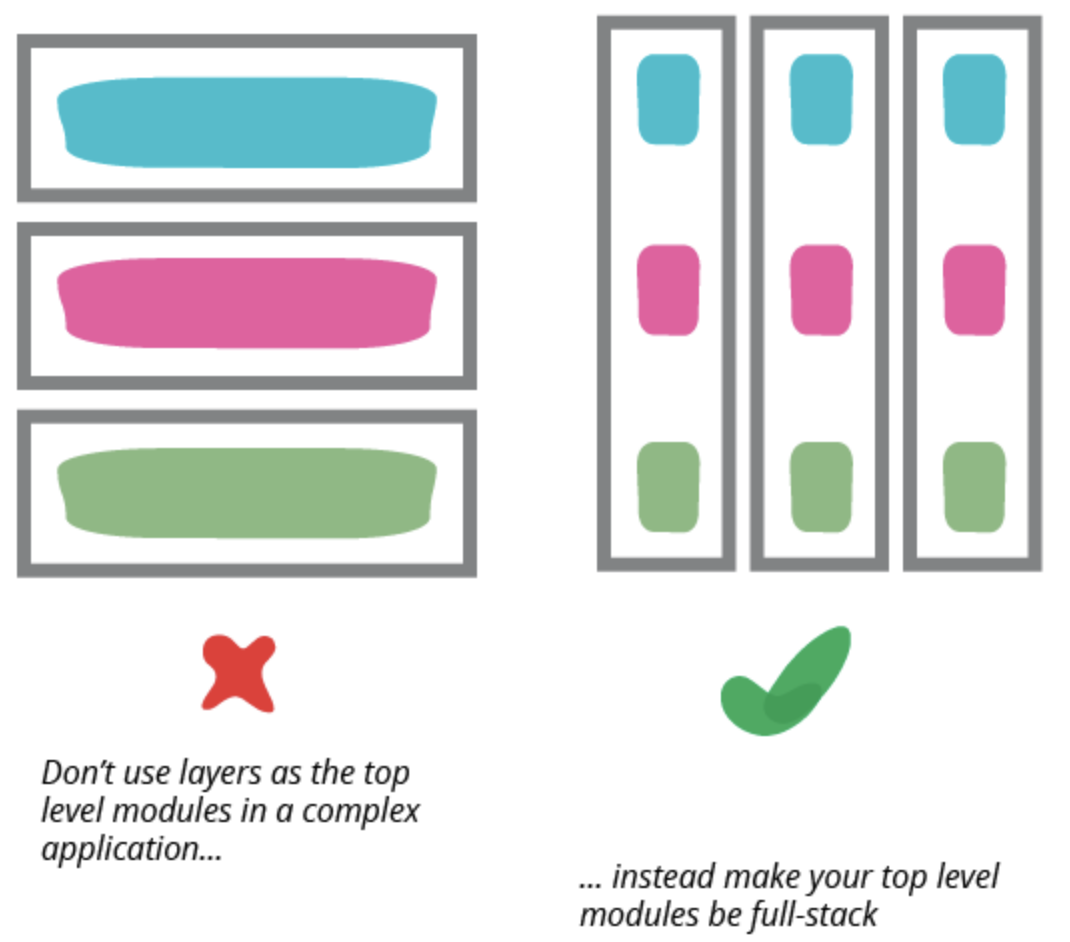 Don’t use layers as the top
level modules in a complex
application...
... instead make your top level
modules be full-stack